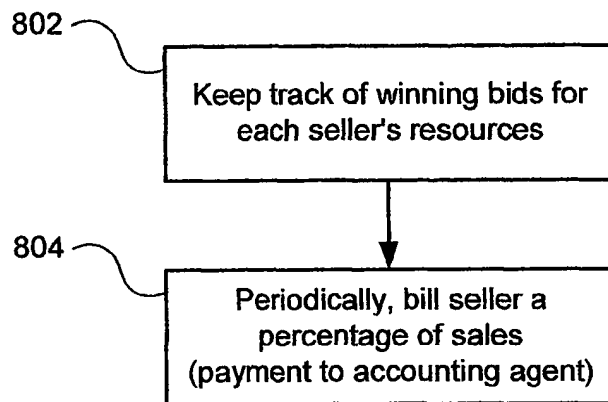 802
Keep track of winning bids for
each seller's resources
804
Periodically, bill seller a
percentage of sales
(payment to accounting agent)